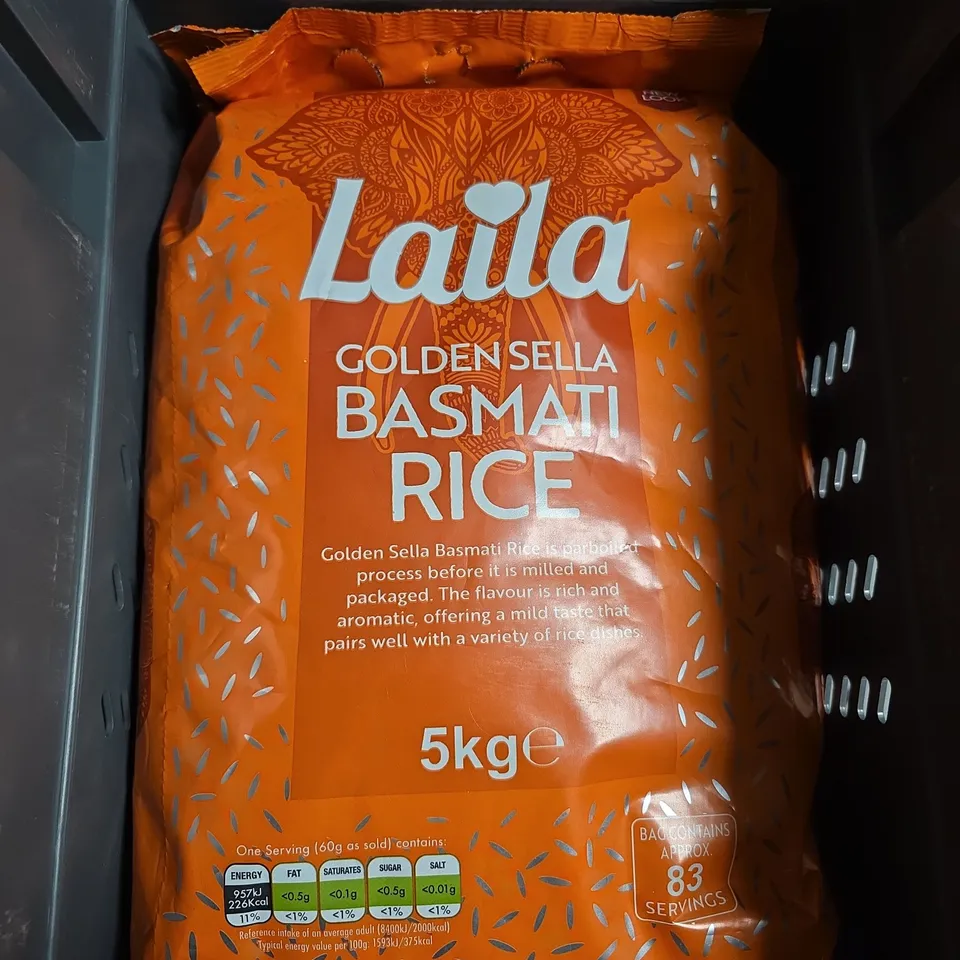 Laila
GOLDEN SELLA
BASMATI
RICE
Golden Sella Basmati Rice is parboiled
process before it is milled and
packaged. The flavour is rich and
aromatic, offering a mild taste that
pairs well with a variety of rice dishes.
5kg℮
BAG CONTAINS
APPROX.
83
SERVINGS
One Serving (60g as sold) contains:
ENERGY FAT SATURATES SUGAR SALT
957kJ <0.5g <0.1g <0.5g <0.01g
226Kcal
11% <1% <1% <1% <1%
Reference intake of an average adult (8400kJ/2000kcal)
Typical energy value per 100g: 1593kJ/375kcal